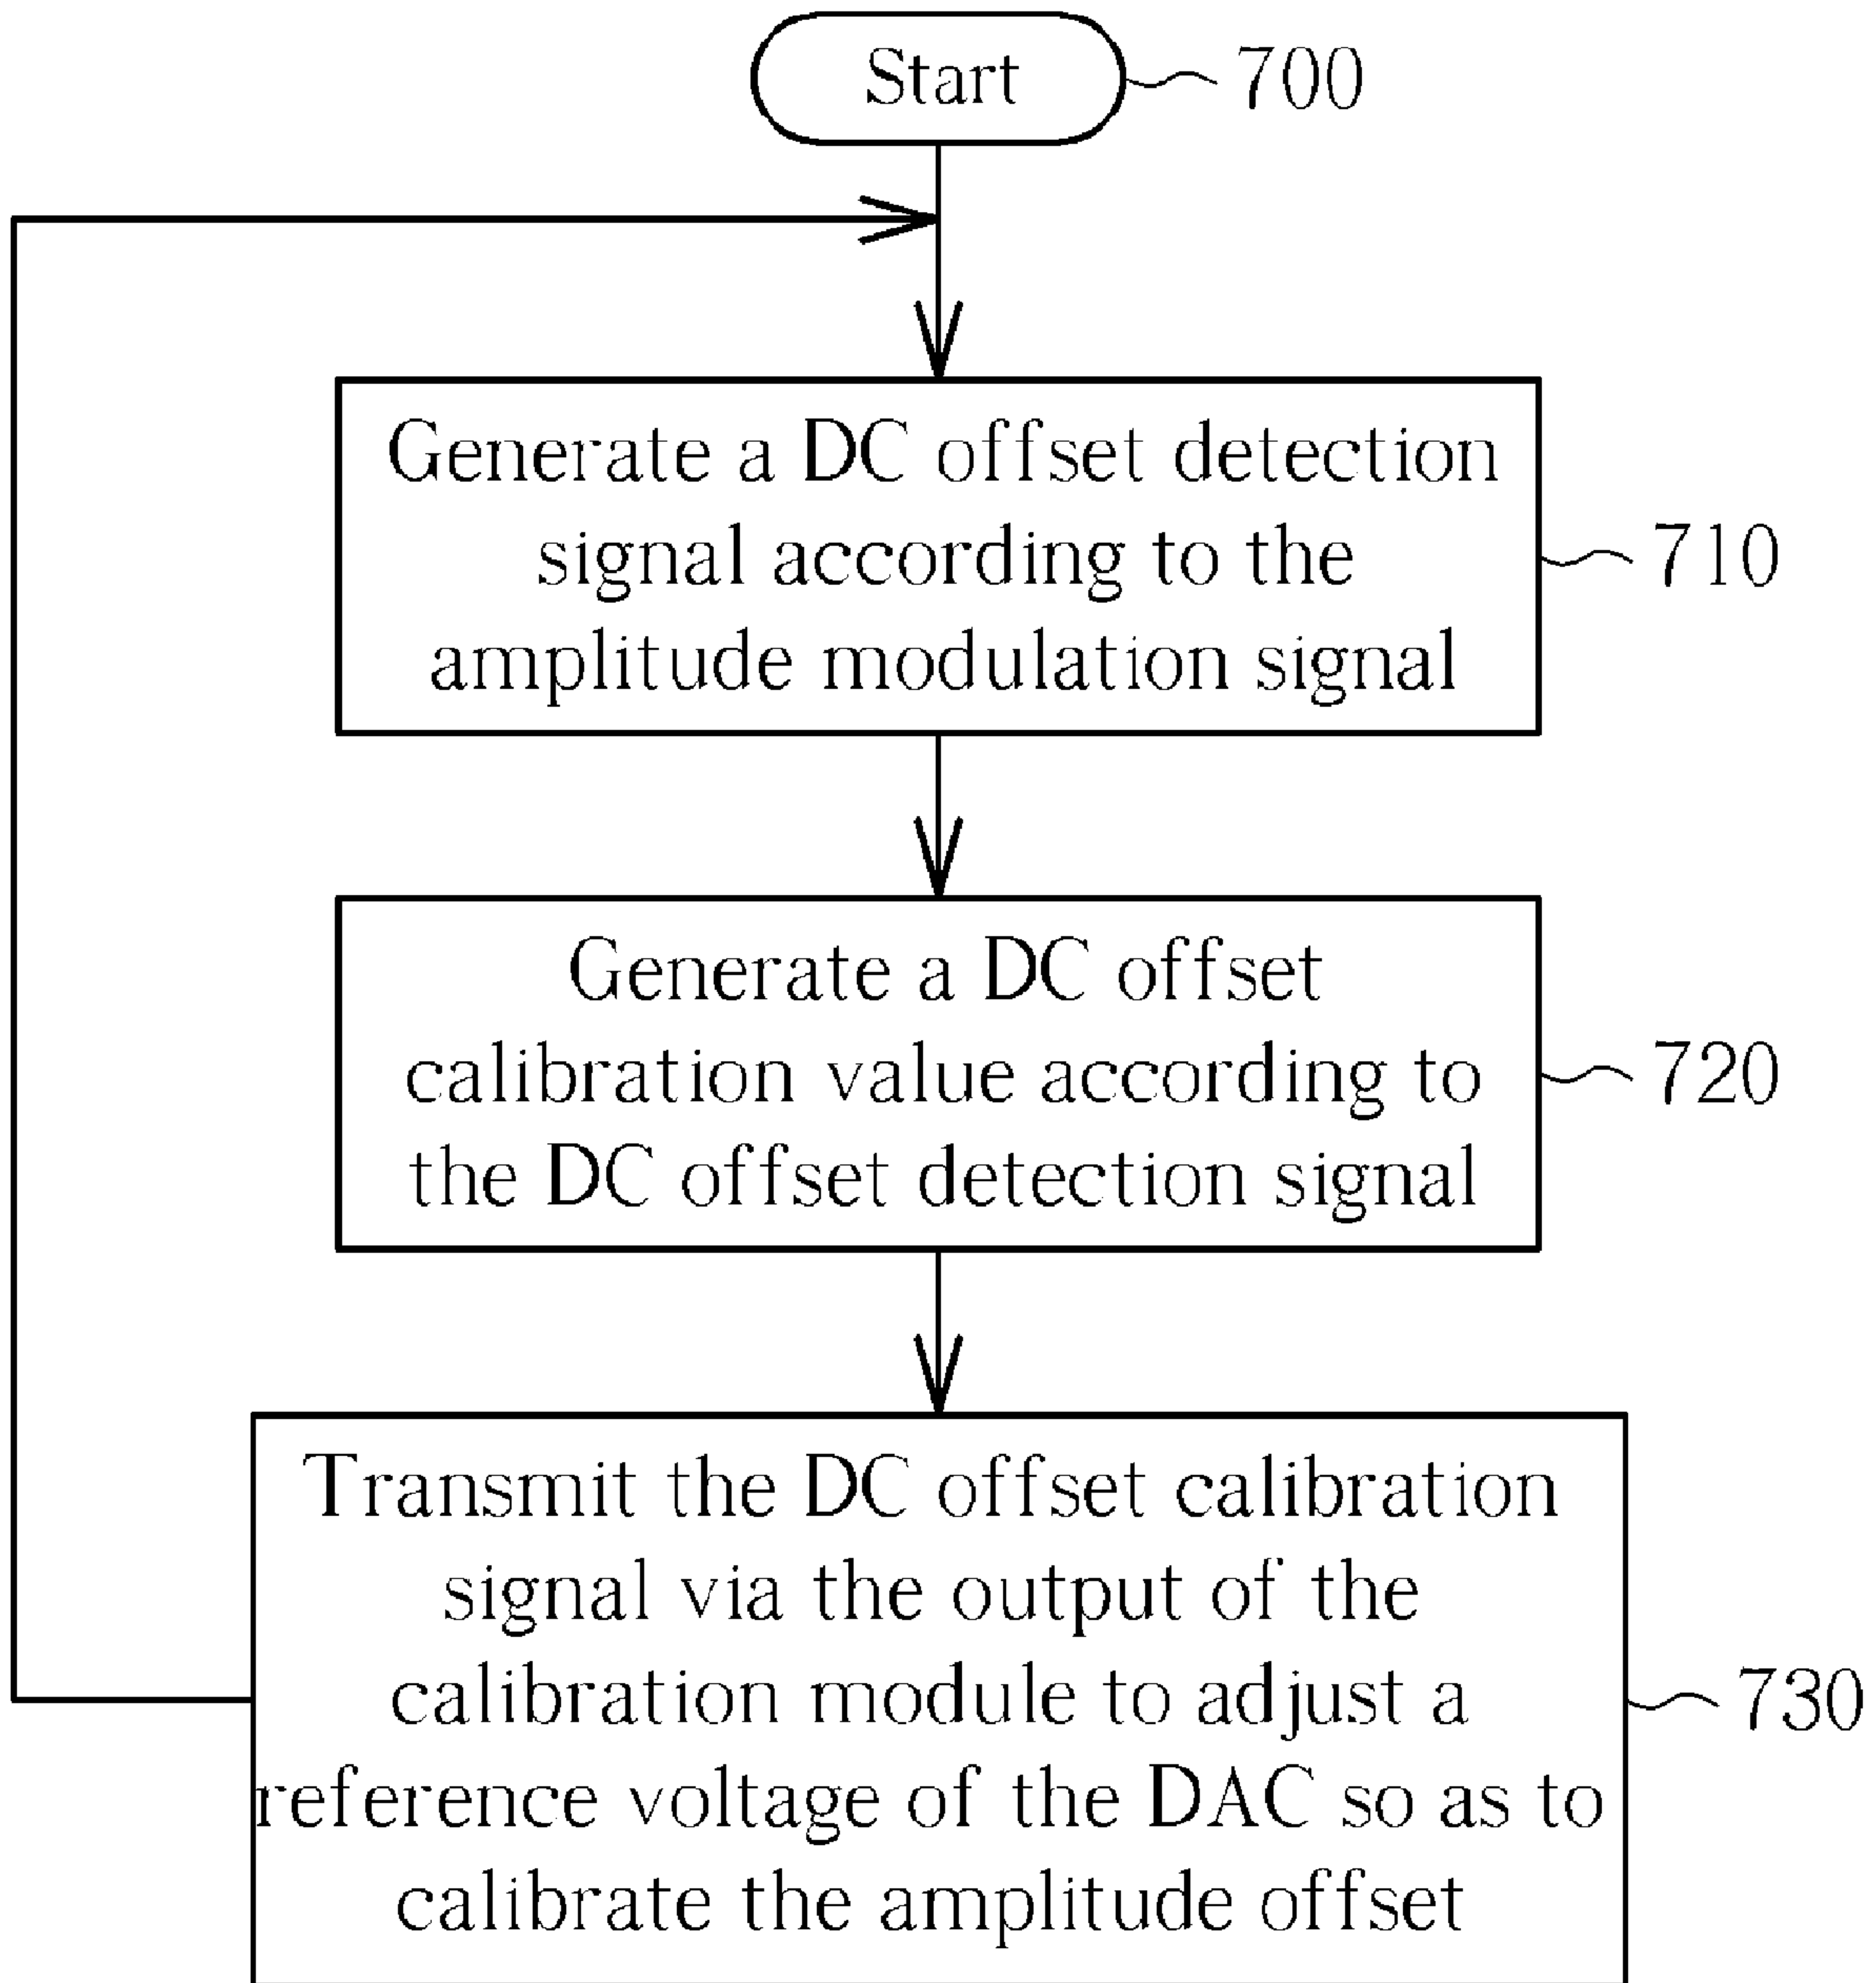 Start
700
Generate a DC offset detection
signal according to the
amplitude modulation signal
710
Generate a DC offset
calibration value according to
the DC offset detection signal
720
Transmit the DC offset calibration
signal via the output of the
calibration module to adjust a
reference voltage of the DAC so as to
calibrate the amplitude offset
730